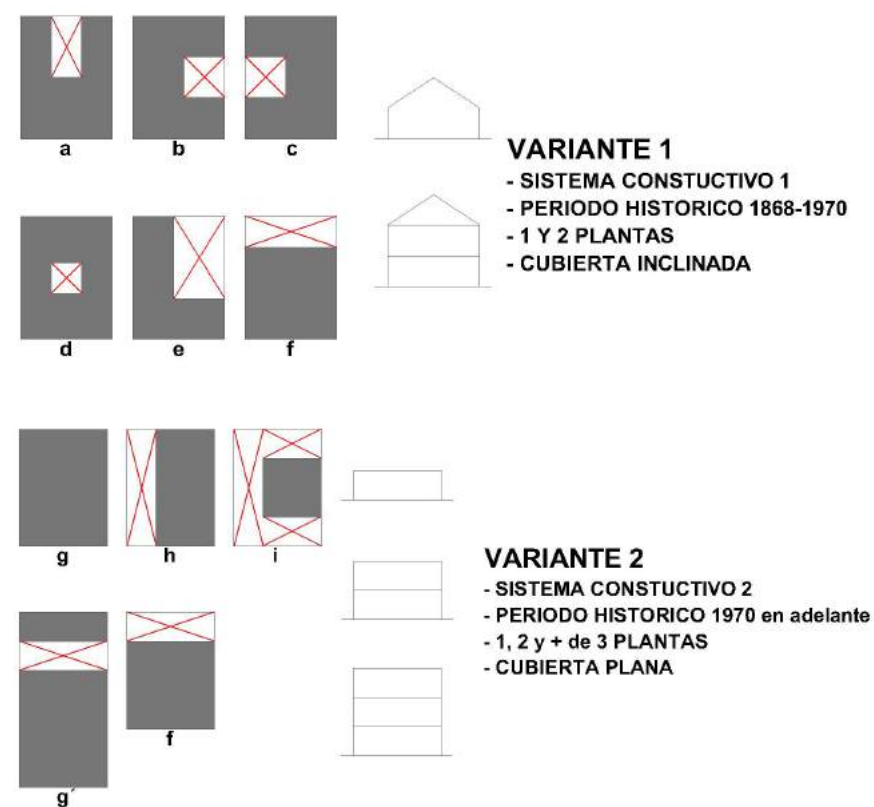 a
b
c
VARIANTE 1
- SISTEMA CONSTUCTIVO 1
- PERIODO HISTORICO 1868-1970
- 1 Y 2 PLANTAS
- CUBIERTA INCLINADA
d
e
f
g
h
i
VARIANTE 2
- SISTEMA CONSTUCTIVO 2
- PERIODO HISTORICO 1970 en adelante
- 1, 2 y + de 3 PLANTAS
- CUBIERTA PLANA
g´
f